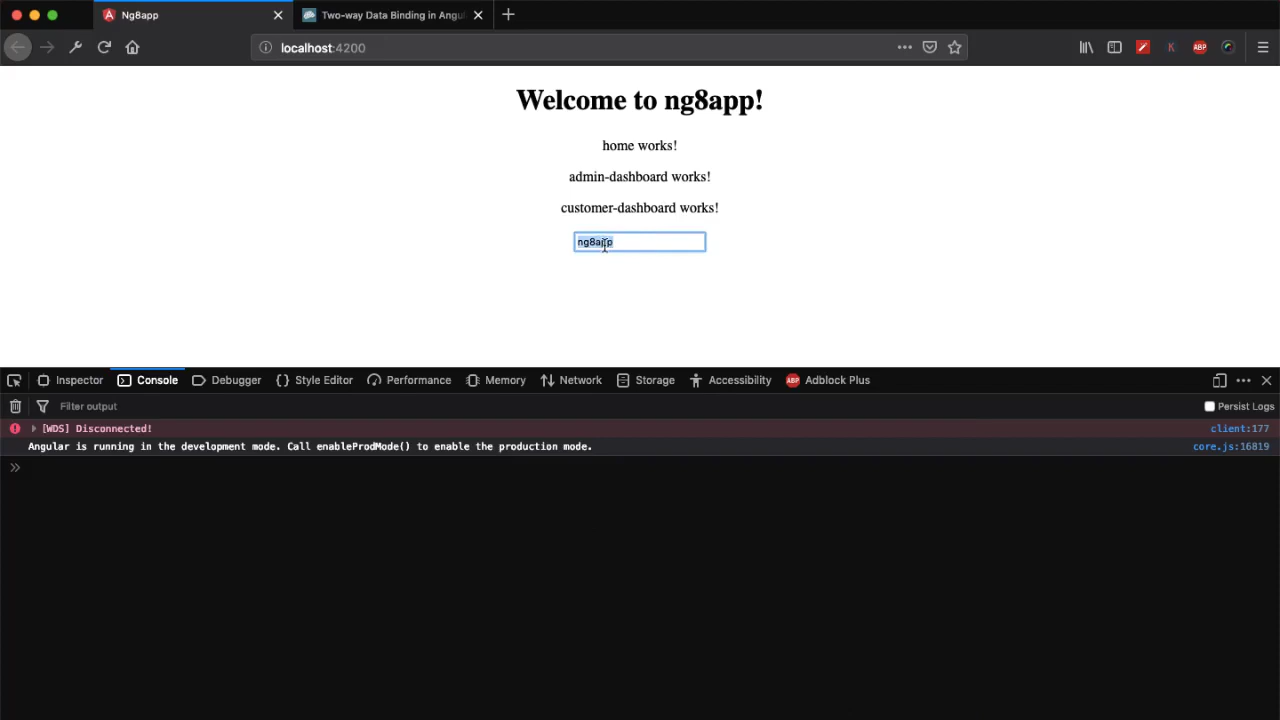 Ng8app
Two-way Data Binding in Angul
localhost:4200
K
ABP
Welcome to ng8app!
home works!
admin-dashboard works!
customer-dashboard works!
ng8app
Inspector Console Debugger Style Editor Performance Memory Network Storage Accessibility ABP Adblock Plus
Filter output Persist Logs
[WDS] Disconnected! client:177
Angular is running in the development mode. Call enableProdMode() to enable the production mode. core.js:16819